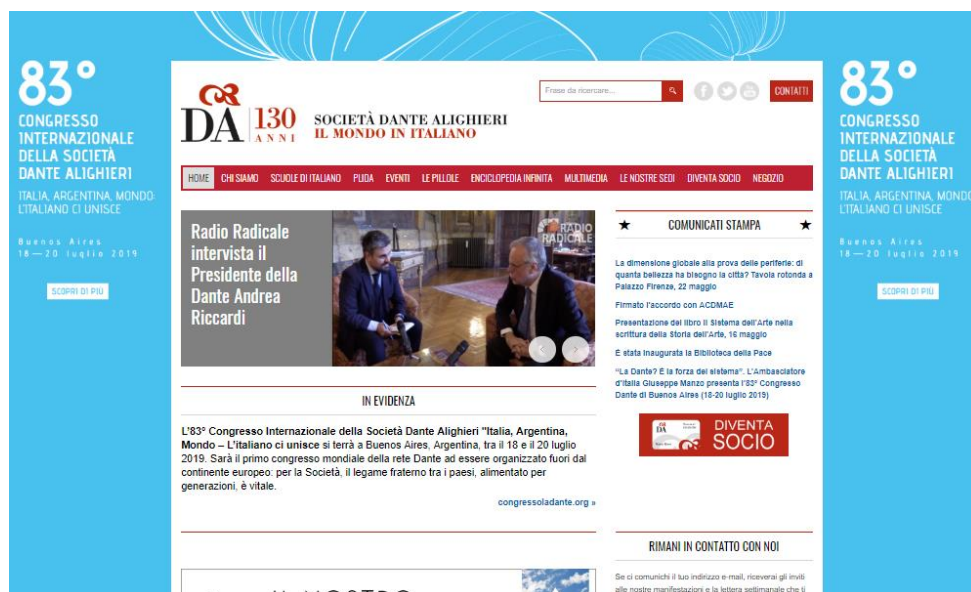 83°
CONGRESSO
INTERNAZIONALE
DELLA SOCIETÀ
DANTE ALIGHIERI
ITALIA, ARGENTINA, MONDO:
L'ITALIANO CI UNISCE
Buenos Aires
18—20 luglio 2019
SCOPRI DI PIÙ
DA 130
ANNI
SOCIETÀ DANTE ALIGHIERI
IL MONDO IN ITALIANO
Frase da ricercare...
CONTATTI
HOME CHI SIAMO SCUOLE DI ITALIANO PLIDA EVENTI LE PILLOLE ENCICLOPEDIA INFINITA MULTIMEDIA LE NOSTRE SEDI DIVENTA SOCIO NEGOZIO
Radio Radicale
intervista il
Presidente della
Dante Andrea
Riccardi
RADIO
RADICALE
IN EVIDENZA
L'83° Congresso Internazionale della Società Dante Alighieri "Italia, Argentina,
Mondo – L'italiano ci unisce si terrà a Buenos Aires, Argentina, tra il 18 e il 20 luglio
2019. Sarà il primo congresso mondiale della rete Dante ad essere organizzato fuori dal
continente europeo: per la Società, il legame fraterno tra i paesi, alimentato per
generazioni, è vitale.
congressoladante.org »
COMUNICATI STAMPA
La dimensione globale alla prova delle periferie: di
quanta bellezza ha bisogno la città? Tavola rotonda a
Palazzo Firenze, 22 maggio
Firmato l'accordo con ACDMAE
Presentazione del libro Il Sistema dell'Arte nella
scrittura della Storia dell'Arte, 16 maggio
È stata inaugurata la Biblioteca della Pace
"La Dante? È la forza del sistema". L'Ambasciatore
d'Italia Giuseppe Manzo presenta l'83° Congresso
Dante di Buenos Aires (18-20 luglio 2019)
DA
DIVENTA
SOCIO
RIMANI IN CONTATTO CON NOI
Se ci comunichi il tuo indirizzo e-mail, riceverai gli inviti
alle nostre manifestazioni e la lettera settimanale che ti
83°
CONGRESSO
INTERNAZIONALE
DELLA SOCIETÀ
DANTE ALIGHIERI
ITALIA, ARGENTINA, MONDO
L'ITALIANO CI UNISCE
Buenos Aires
18—20 luglio 2019
SCOPRI DI PIÙ